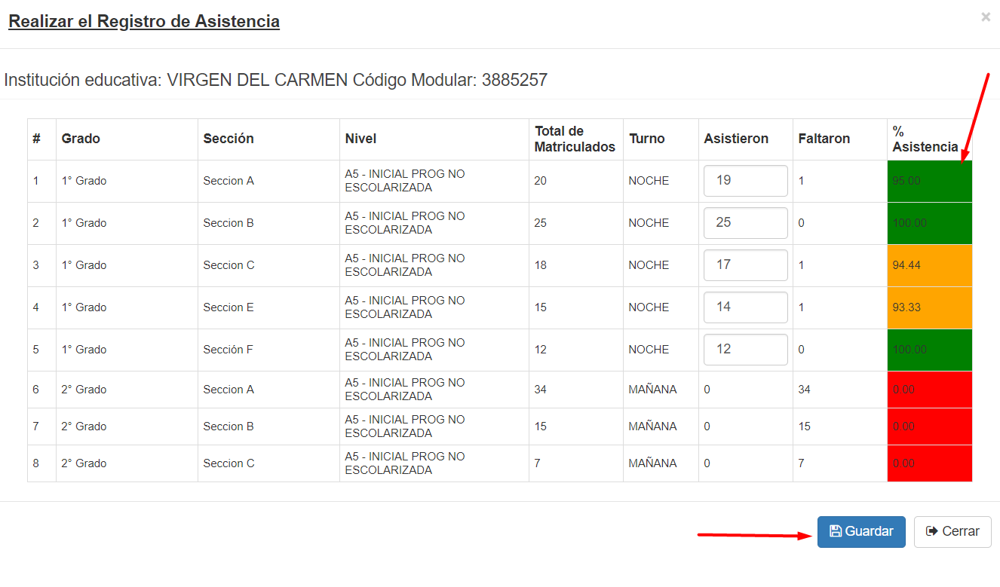 Realizar el Registro de Asistencia
×
Institución educativa: VIRGEN DEL CARMEN Código Modular: 3885257
# Grado Sección Nivel Total de Matriculados Turno Asistieron Faltaron % Asistencia
1 1° Grado Seccion A A5 - INICIAL PROG NO ESCOLARIZADA 20 NOCHE 19 1 95.00
2 1° Grado Seccion B A5 - INICIAL PROG NO ESCOLARIZADA 25 NOCHE 25 0 100.00
3 1° Grado Seccion C A5 - INICIAL PROG NO ESCOLARIZADA 18 NOCHE 17 1 94.44
4 1° Grado Seccion E A5 - INICIAL PROG NO ESCOLARIZADA 15 NOCHE 14 1 93.33
5 1° Grado Sección F A5 - INICIAL PROG NO ESCOLARIZADA 12 NOCHE 12 0 100.00
6 2° Grado Seccion A A5 - INICIAL PROG NO ESCOLARIZADA 34 MAÑANA 0 34 0.00
7 2° Grado Seccion B A5 - INICIAL PROG NO ESCOLARIZADA 15 MAÑANA 0 15 0.00
8 2° Grado Seccion C A5 - INICIAL PROG NO ESCOLARIZADA 7 MAÑANA 0 7 0.00
Guardar Cerrar